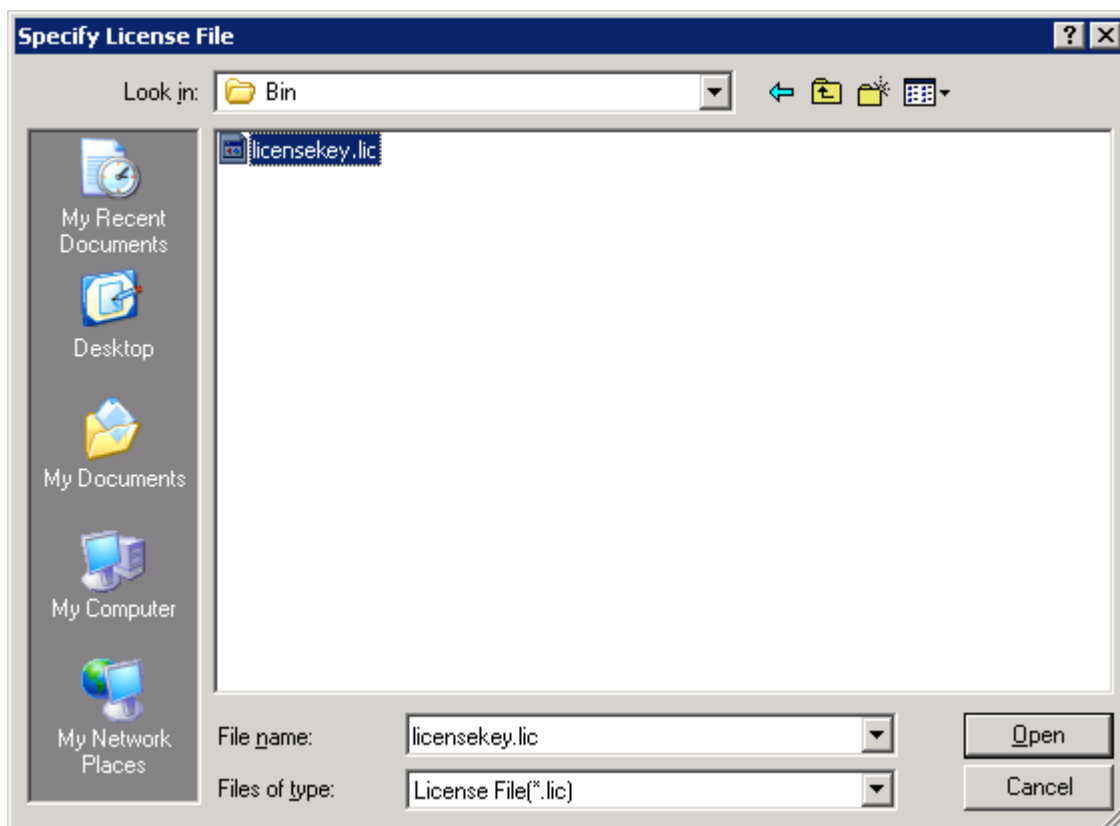 Specify License File
Look in:
Bin
licensekey.lic
My Recent
Documents
Desktop
My Documents
My Computer
My Network
Places
File name:
licensekey.lic
Open
Files of type:
License File(*.lic)
Cancel